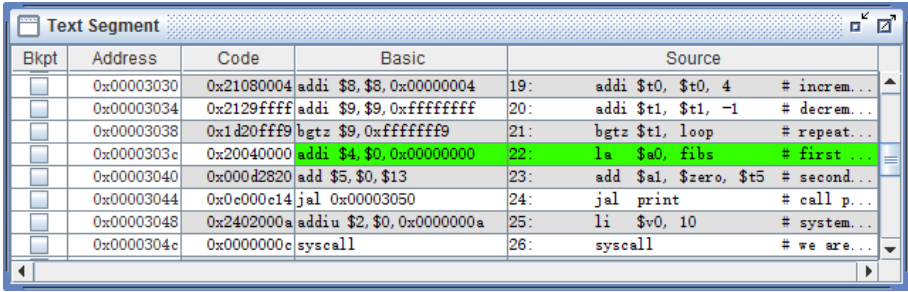 Text Segment
Bkpt Address Code Basic Source
0x00003030 0x21080004 addi $8,$8,0x00000004 19: addi $t0, $t0, 4 # increm...
0x00003034 0x2129ffff addi $9,$9,0xffffffff 20: addi $t1, $t1, -1 # decrem...
0x00003038 0x1d20fff9 bgtz $9,0xfffffff9 21: bgtz $t1, loop # repeat...
0x0000303c 0x20040000 addi $4,$0,0x00000000 22: la $a0, fibs # first ...
0x00003040 0x000d2820 add $5,$0,$13 23: add $a1, $zero, $t5 # second...
0x00003044 0x0c000c14 jal 0x00003050 24: jal print # call p...
0x00003048 0x2402000a addiu $2,$0,0x0000000a 25: li $v0, 10 # system...
0x0000304c 0x0000000c syscall 26: syscall # we are...